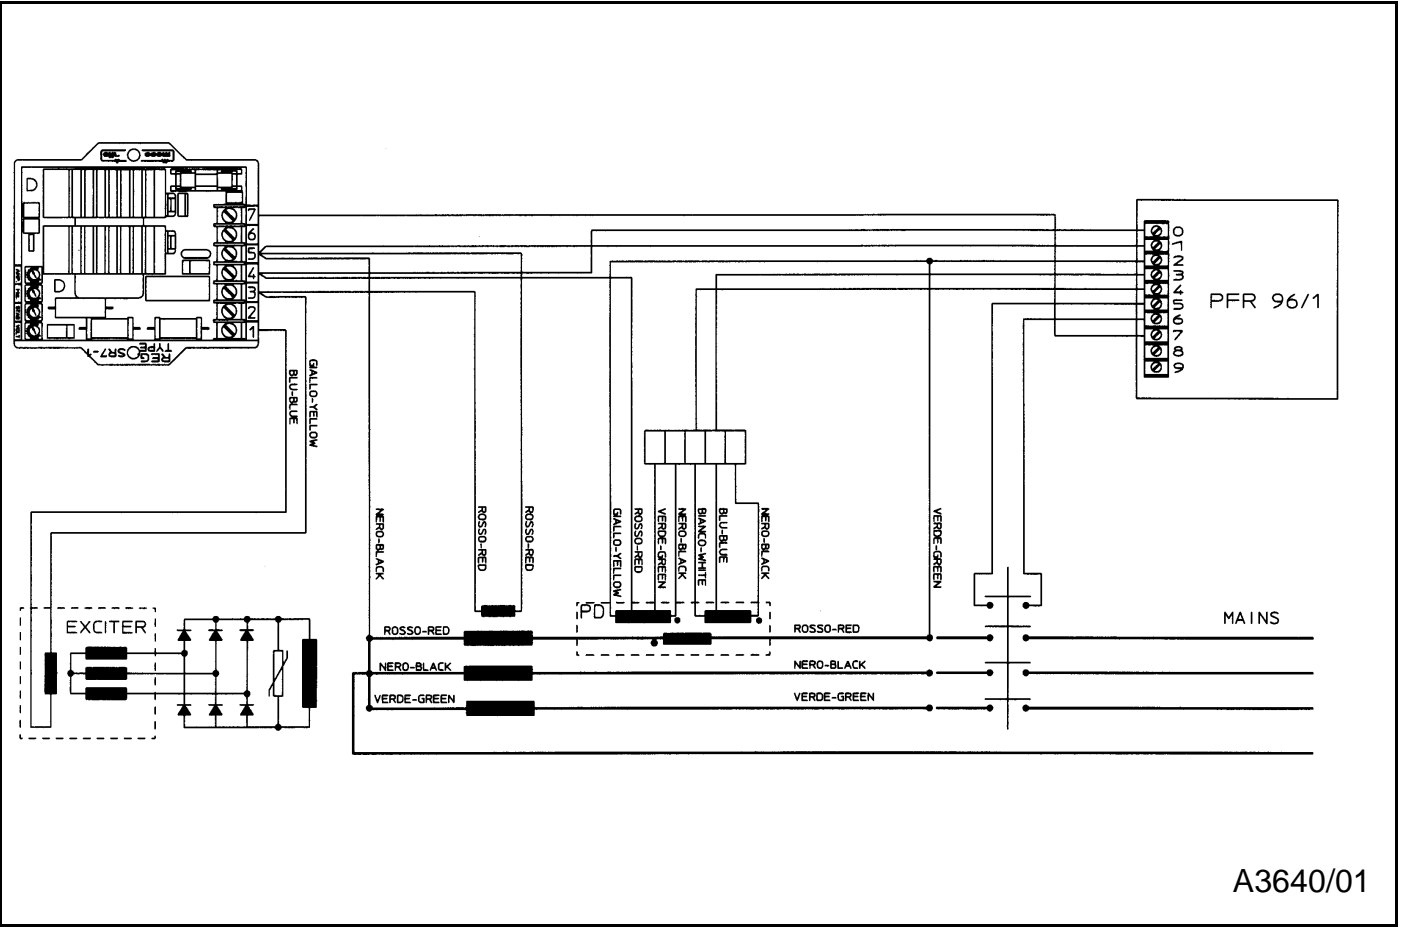 D
7
6
5
4
3
2
1
D
REG
TYPE
SR7-1
0
1
2
3
4
5
6
7
8
9
PFR 96/1
GIALLO-YELLOW
BLU-BLUE
NERO-BLACK
ROSSO-RED
ROSSO-RED
GIALLO-YELLOW
ROSSO-RED
VERDE-GREEN
NERO-BLACK
BIANCO-WHITE
BLU-BLUE
NERO-BLACK
VERDE-GREEN
PD
EXCITER
ROSSO-RED
ROSSO-RED
MAINS
NERO-BLACK
NERO-BLACK
VERDE-GREEN
VERDE-GREEN
A3640/01